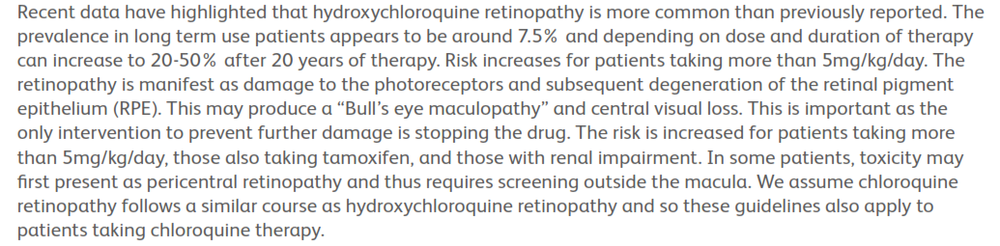 Recent data have highlighted that hydroxychloroquine retinopathy is more common than previously reported. The
prevalence in long term use patients appears to be around 7.5% and depending on dose and duration of therapy
can increase to 20-50% after 20 years of therapy. Risk increases for patients taking more than 5mg/kg/day. The
retinopathy is manifest as damage to the photoreceptors and subsequent degeneration of the retinal pigment
epithelium (RPE). This may produce a “Bull’s eye maculopathy” and central visual loss. This is important as the
only intervention to prevent further damage is stopping the drug. The risk is increased for patients taking more
than 5mg/kg/day, those also taking tamoxifen, and those with renal impairment. In some patients, toxicity may
first present as pericentral retinopathy and thus requires screening outside the macula. We assume chloroquine
retinopathy follows a similar course as hydroxychloroquine retinopathy and so these guidelines also apply to
patients taking chloroquine therapy.